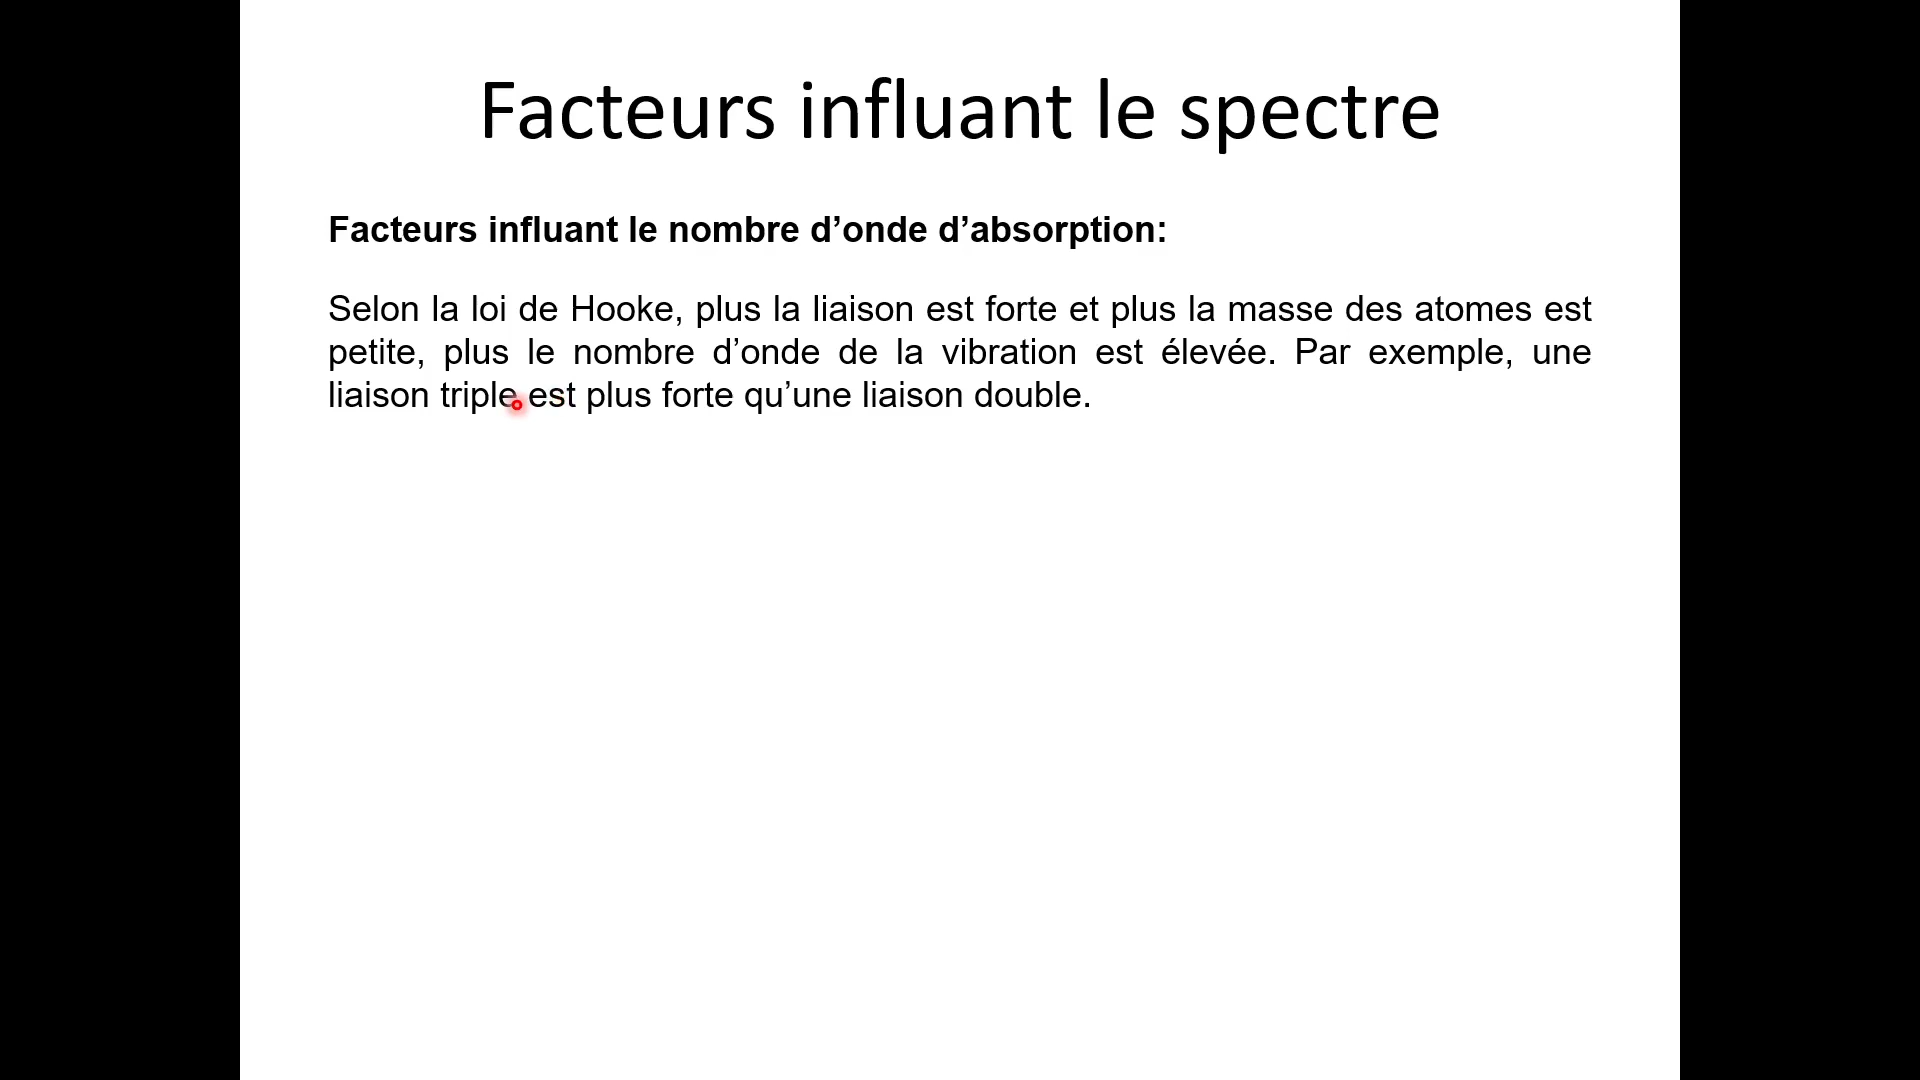 Facteurs influant le spectre
Facteurs influant le nombre d’onde d’absorption:
Selon la loi de Hooke, plus la liaison est forte et plus la masse des atomes est
petite, plus le nombre d’onde de la vibration est élevée. Par exemple, une
liaison triple est plus forte qu’une liaison double.